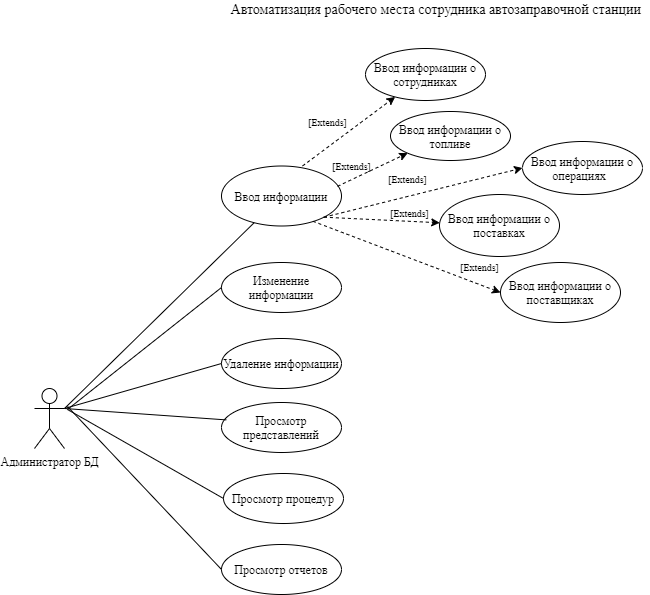 Автоматизация рабочего места сотрудника автозаправочной станции
Ввод информации о
сотрудниках
[Extends]
Ввод информации о
топливе
[Extends]
Ввод информации о
операциях
[Extends]
Ввод информации
[Extends]
Ввод информации о
поставках
[Extends]
Ввод информации о
поставщиках
Изменение
информации
Удаление информации
Просмотр
представлений
Администратор БД
Просмотр процедур
Просмотр отчетов